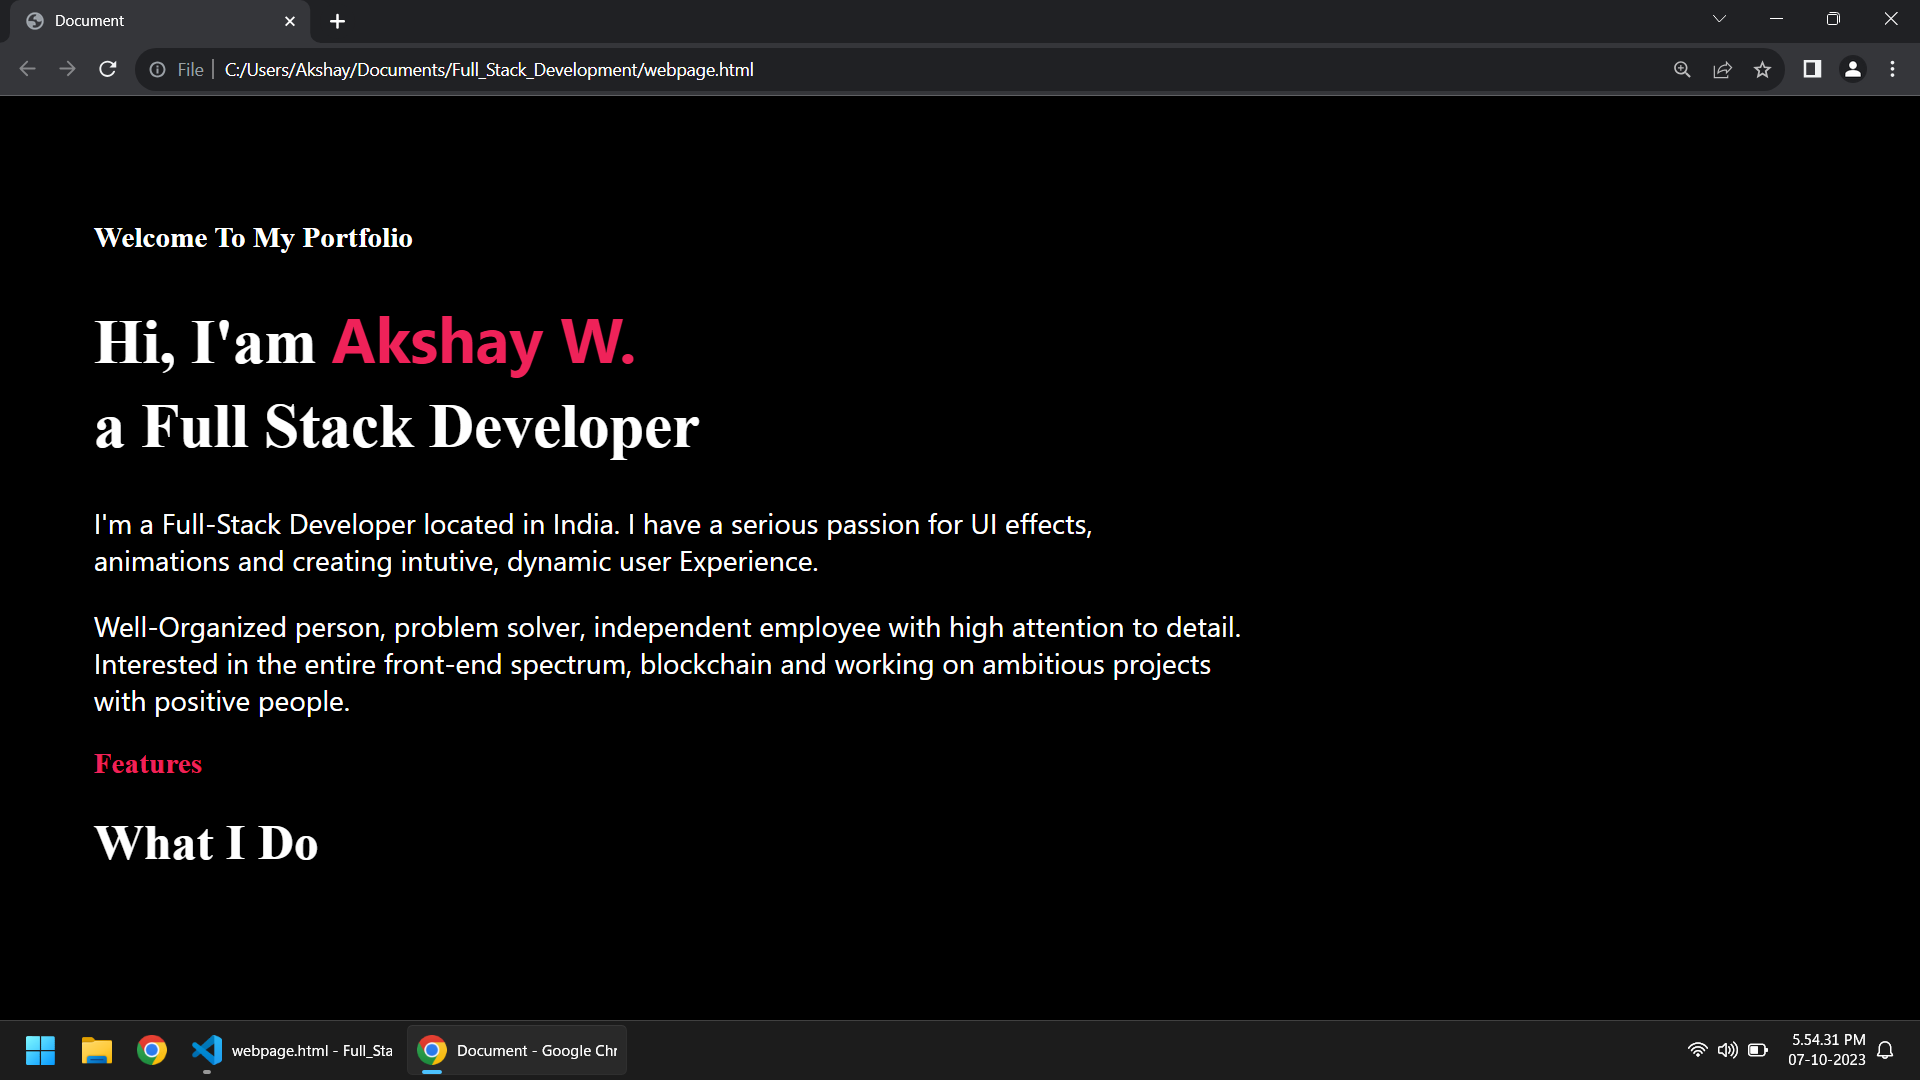 Document
File
C:/Users/Akshay/Documents/Full_Stack_Development/webpage.html
Welcome To My Portfolio
Hi, I'am Akshay W.
a Full Stack Developer
I'm a Full-Stack Developer located in India. I have a serious passion for UI effects,
animations and creating intutive, dynamic user Experience.
Well-Organized person, problem solver, independent employee with high attention to detail.
Interested in the entire front-end spectrum, blockchain and working on ambitious projects
with positive people.
Features
What I Do
webpage.html - Full_Sta
Document - Google Chr
5.54.31 PM
07-10-2023